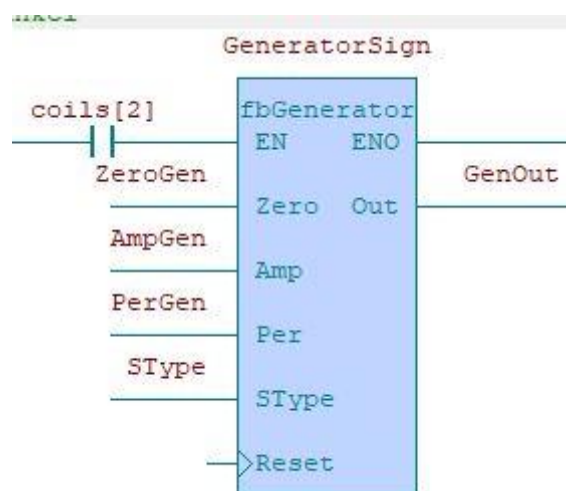 GeneratorSign
coils[2]
fbGenerator
EN ENO
ZeroGen
GenOut
Zero Out
AmpGen
Amp
PerGen
Per
SType
SType
Reset